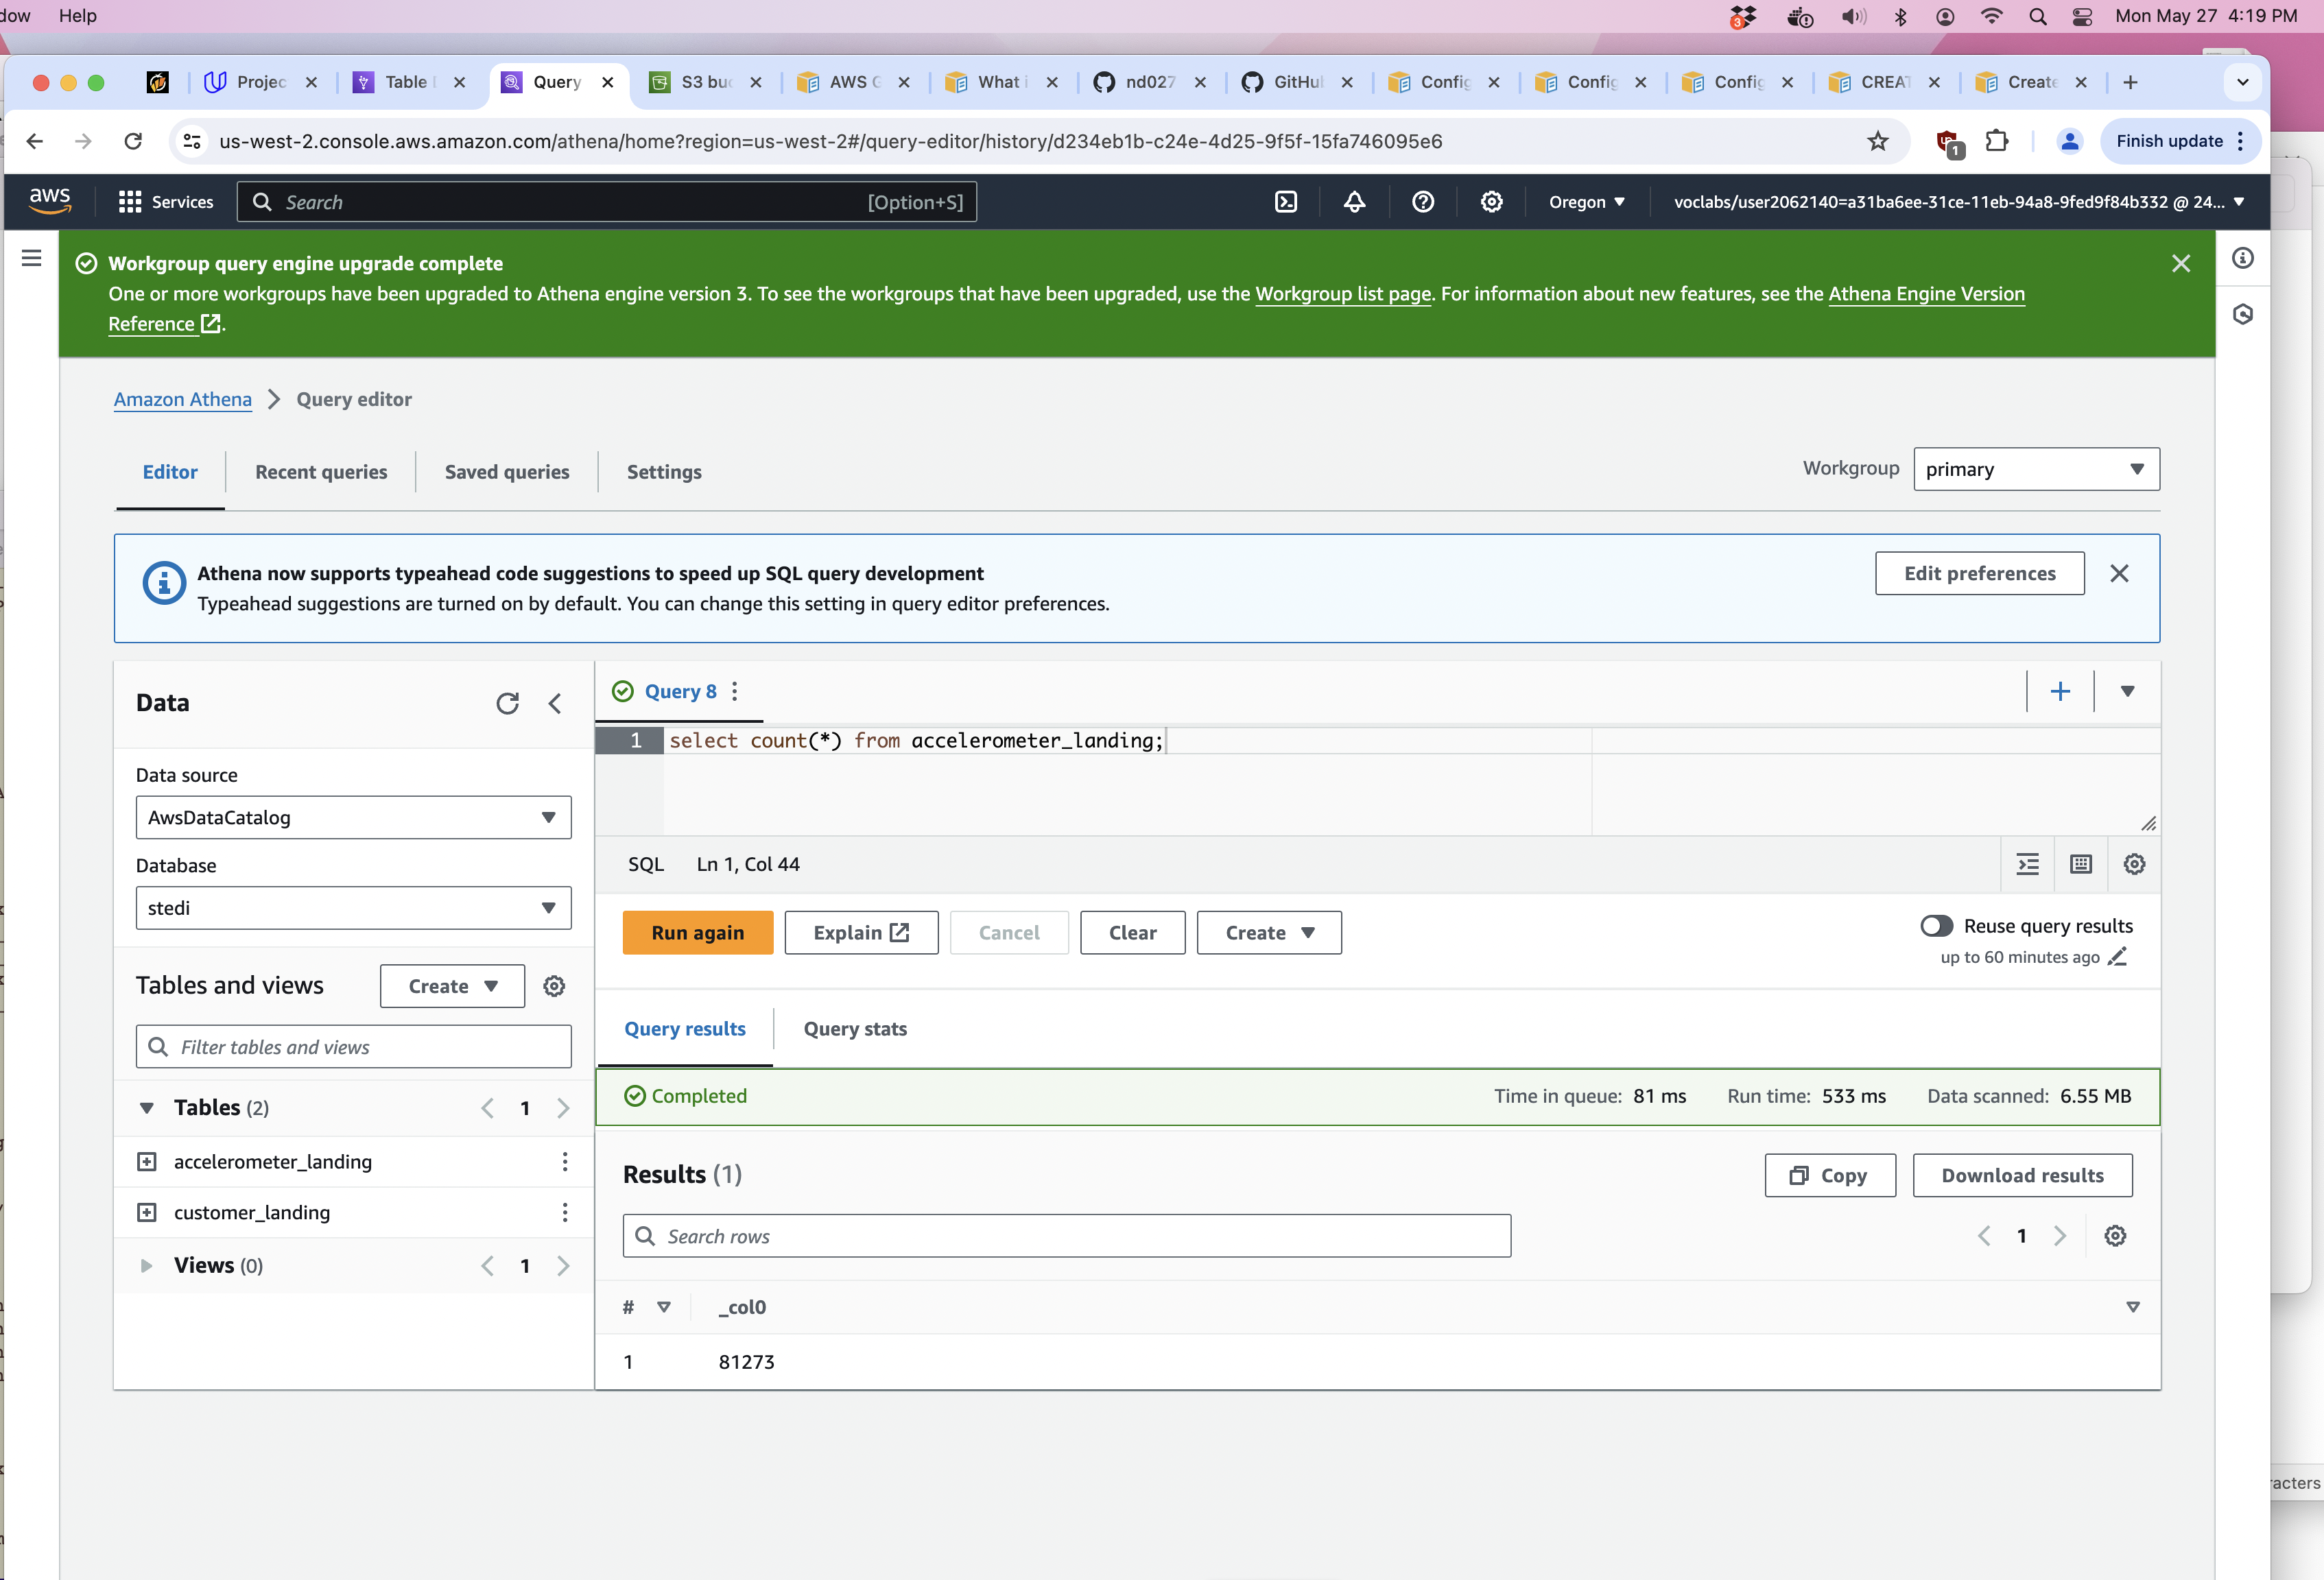 dow Help
3 Mon May 27 4:19 PM
Projec Table Query S3 bu AWS What i nd027 GitHu Config Config Config CREAT Create
us-west-2.console.aws.amazon.com/athena/home?region=us-west-2#/query-editor/history/d234eb1b-c24e-4d25-9f5f-15fa746095e6
1 Finish update
aws Services Search [Option+S] Oregon voclabs/user2062140=a31ba6ee-31ce-11eb-94a8-9fed9f84b332 @ 24...
Workgroup query engine upgrade complete
One or more workgroups have been upgraded to Athena engine version 3. To see the workgroups that have been upgraded, use the Workgroup list page. For information about new features, see the Athena Engine Version
Reference .
Amazon Athena > Query editor
Editor Recent queries Saved queries Settings
Workgroup primary
Athena now supports typeahead code suggestions to speed up SQL query development
Typeahead suggestions are turned on by default. You can change this setting in query editor preferences.
Edit preferences
Data
Data source
AwsDataCatalog
Database
stedi
Tables and views Create
Filter tables and views
Tables (2) 1
accelerometer_landing
customer_landing
Views (0) 1
Query 8
1 select count(*) from accelerometer_landing;
SQL Ln 1, Col 44
Run again Explain Cancel Clear Create
Reuse query results
up to 60 minutes ago
Query results Query stats
Completed Time in queue: 81 ms Run time: 533 ms Data scanned: 6.55 MB
Results (1) Copy Download results
Search rows 1
# _col0
1 81273
racters